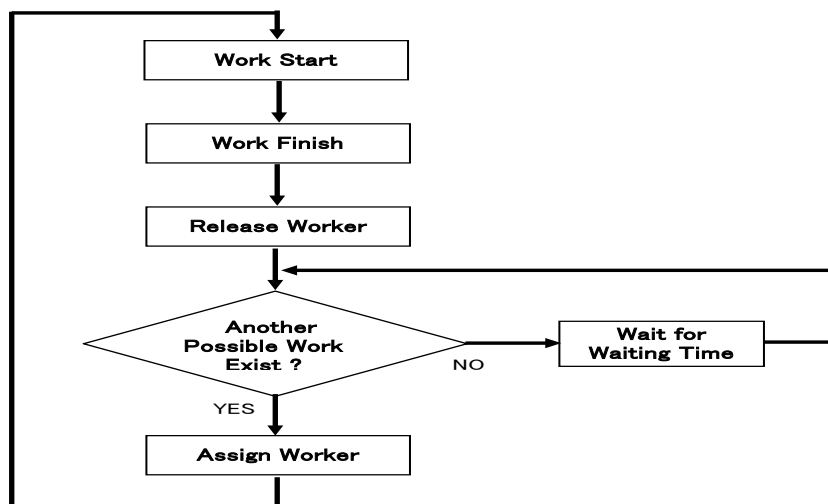 Work Start
Work Finish
Release Worker
Another
Possible Work
Exist ?
NO
Wait for
Waiting Time
YES
Assign Worker